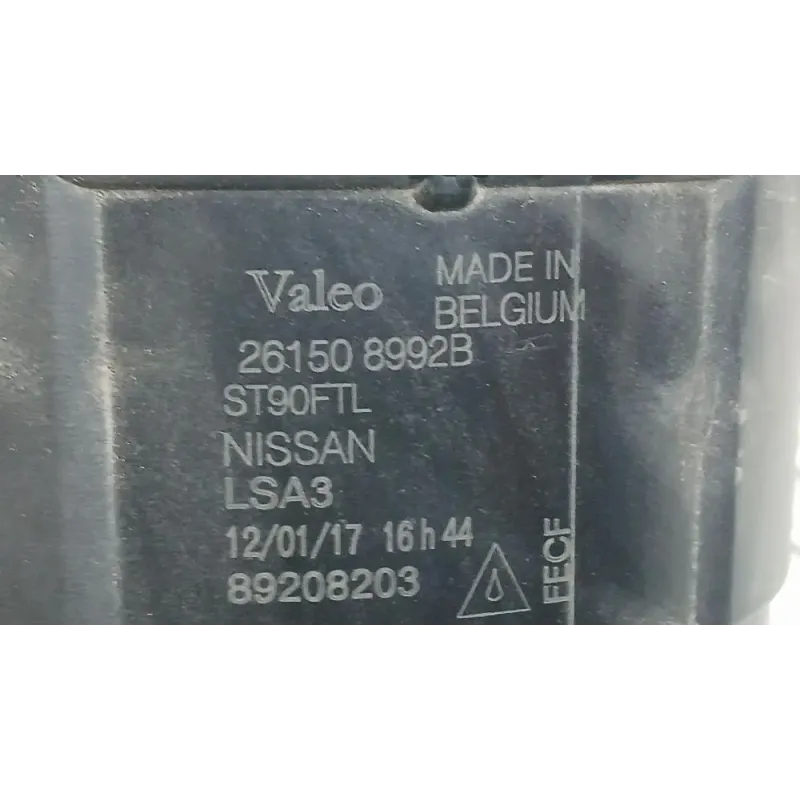 Valeo MADE IN
BELGIUM
26150 8992B
ST90FTL
NISSAN
LSA3
12/01/17 16h44
89208203
FECF